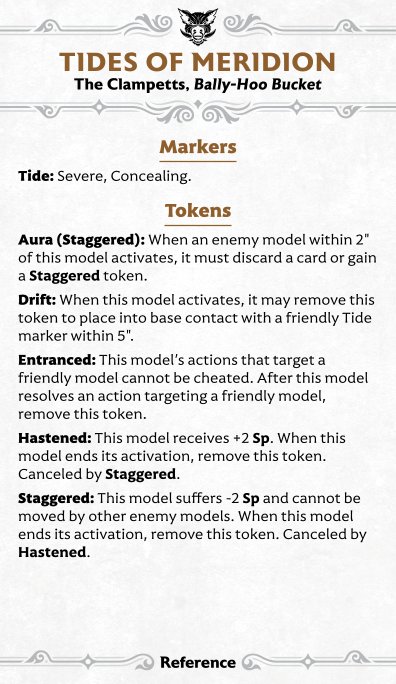 TIDES OF MERIDION
The Clampetts, Bally-Hoo Bucket
Markers
Tide: Severe, Concealing.
Tokens
Aura (Staggered): When an enemy model within 2"
of this model activates, it must discard a card or gain
a Staggered token.
Drift: When this model activates, it may remove this
token to place into base contact with a friendly Tide
marker within 5".
Entranced: This model's actions that target a
friendly model cannot be cheated. After this model
resolves an action targeting a friendly model,
remove this token.
Hastened: This model receives +2 Sp. When this
model ends its activation, remove this token.
Canceled by Staggered.
Staggered: This model suffers -2 Sp and cannot be
moved by other enemy models. When this model
ends its activation, remove this token. Canceled by
Hastened.
Reference